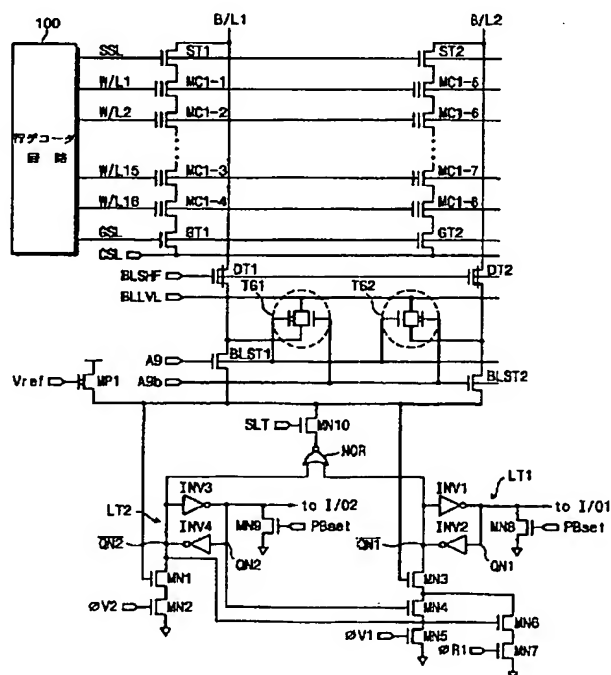 B/L1 B/L2
100
SSL ST1 ST2
W/L1 MC1-1 MC1-5
W/L2 MC1-2 MC1-6
行デコーダ
回路
W/L15 MC1-3 MC1-7
W/L16 MC1-4 MC1-8
GSL GT1 GT2
CSL
BLSHF DT1 DT2
BLLVL TG1 TG2
A9 BLST1
A9b BLST2
Vref MP1
SLT MN10
NOR
LT2 INV3 to I/O2 INV1 LT1 to I/O1
INV4 MN9 PBset INV2 MN8 PBset
QN2 QN2 QN1 QN1
MN1 MN3
ØV2 MN2 MN4 MN6
ØV1 MN5 ØR1 MN7